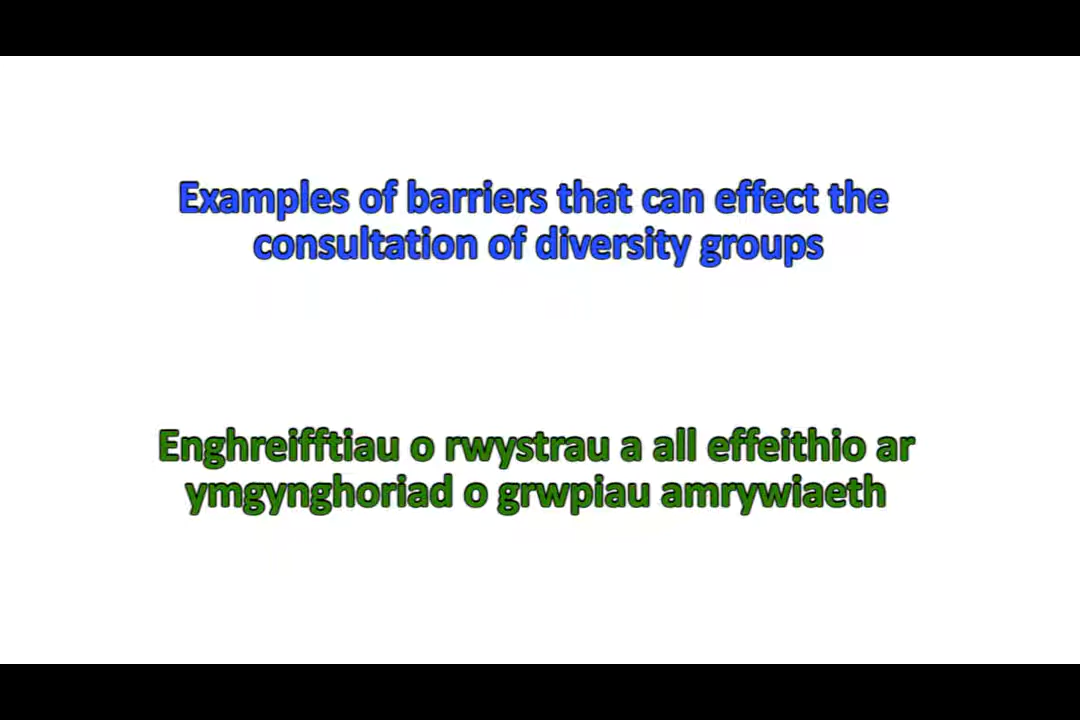 Examples of barriers that can effect the
consultation of diversity groups
Enghreifftiau o rwystrau a all effeithio ar
ymgynghoriad o grwpiau amrywiaeth